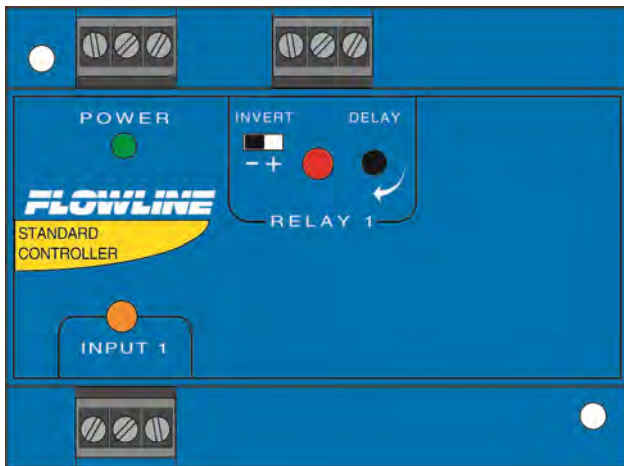 POWER
INVERT
DELAY
- +
RELAY 1
FLOWLINE
STANDARD
CONTROLLER
INPUT 1